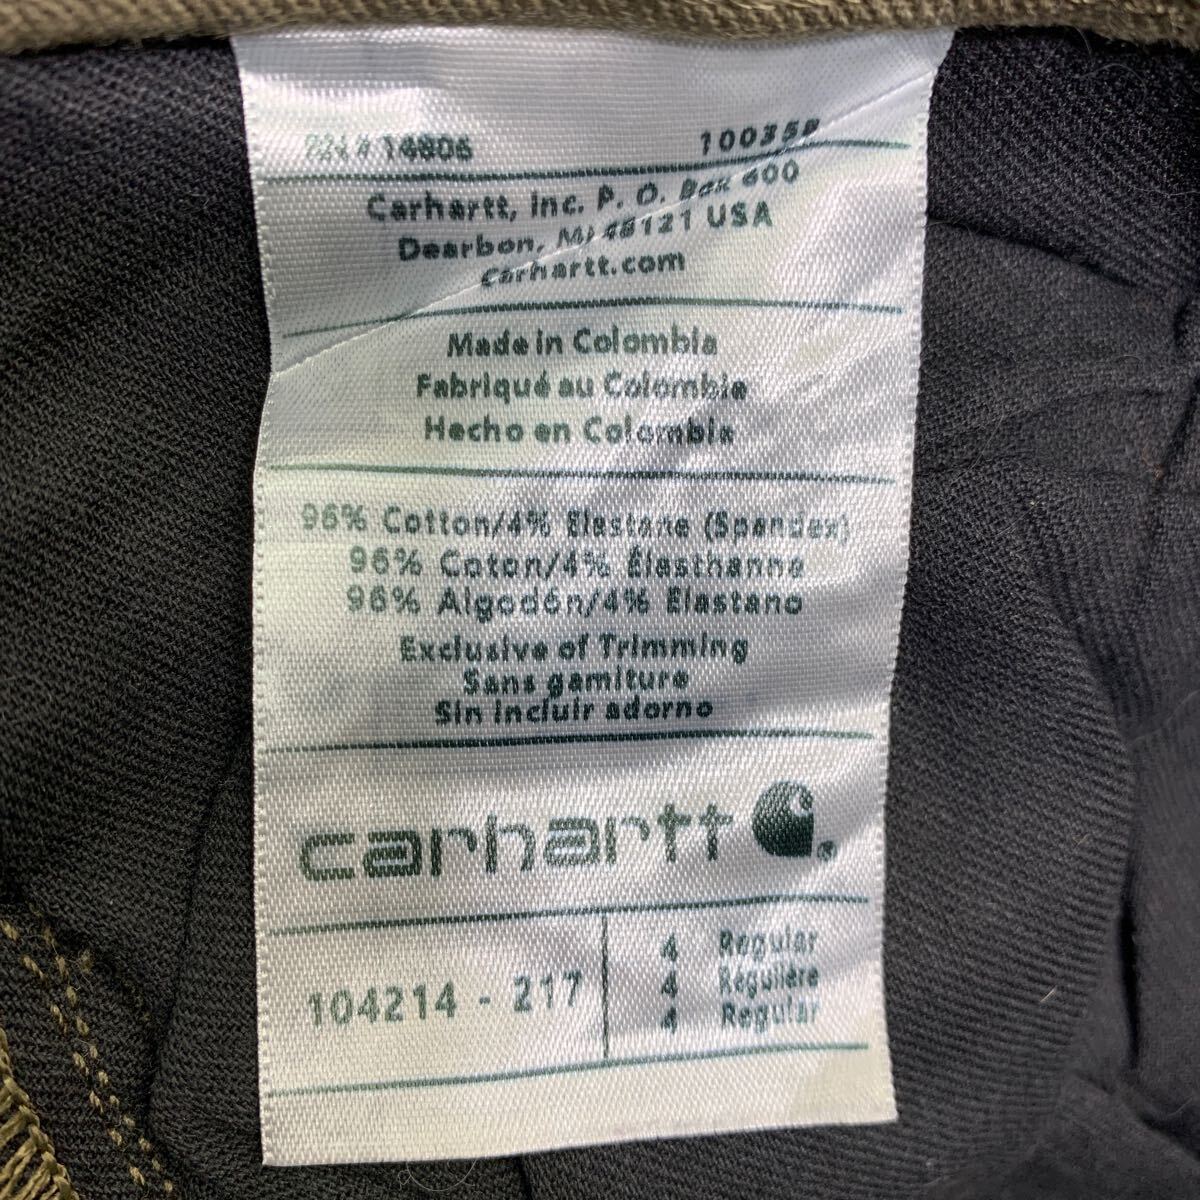 # 14806 100358
Carhartt, Inc. P. O. Box 600
Dearbon, MI 48121 USA
carhartt.com
Made in Colombia
Fabriqué au Colombie
Hecho en Colombia
96% Cotton/4% Elastane (Spandex)
96% Coton/4% Élasthanne
96% Algodón/4% Elastano
Exclusive of Trimming
Sans garniture
Sin incluir adorno
carhartt
104214 - 217
4 Regular
4 Régulière
4 Regular